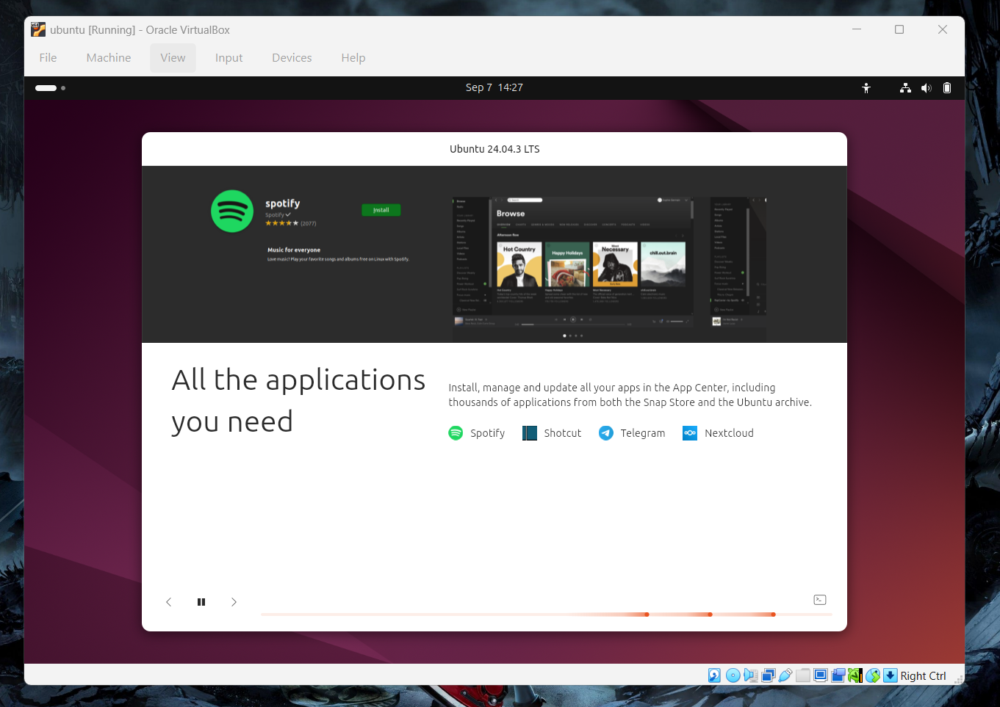 ubuntu [Running] - Oracle VirtualBox
File Machine View Input Devices Help
Sep 7 14:27
Ubuntu 24.04.3 LTS
spotify
Spotify
(2077)
Install
Music for everyone
Love music? Play your favorite songs and albums free on Linux with Spotify.
Browse
Hot Country
Happy Holidays
Most Necessary
chill.out.brain
All the applications
you need
Install, manage and update all your apps in the App Center, including
thousands of applications from both the Snap Store and the Ubuntu archive.
Spotify Shotcut Telegram Nextcloud
Right Ctrl